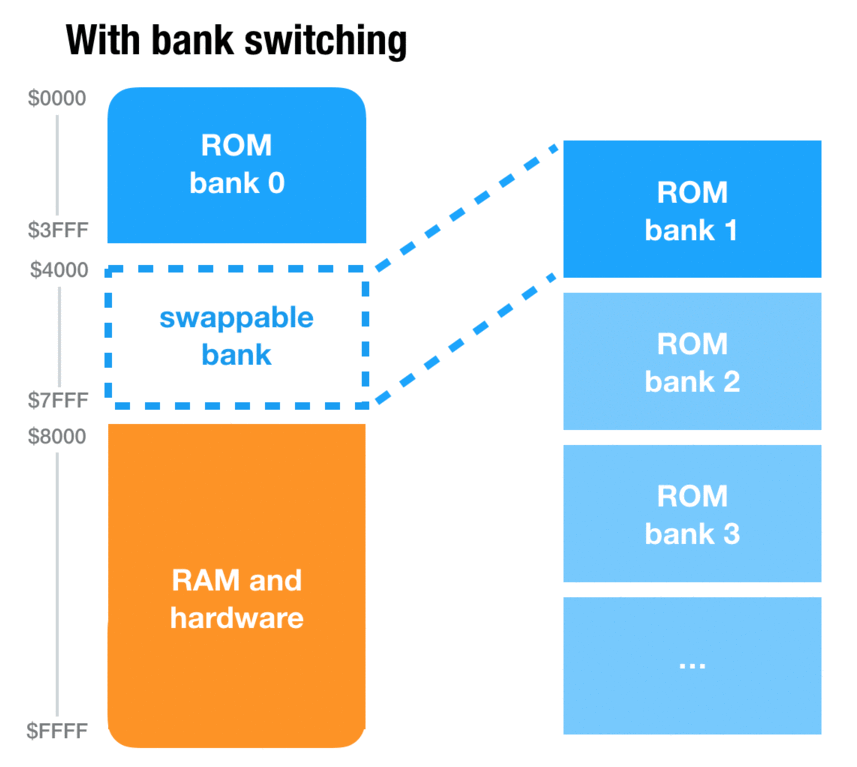 With bank switching
$0000
ROM
bank 0
$3FFF
$4000
swappable
bank
$7FFF
$8000
RAM and
hardware
$FFFF
ROM
bank 1
ROM
bank 2
ROM
bank 3
...